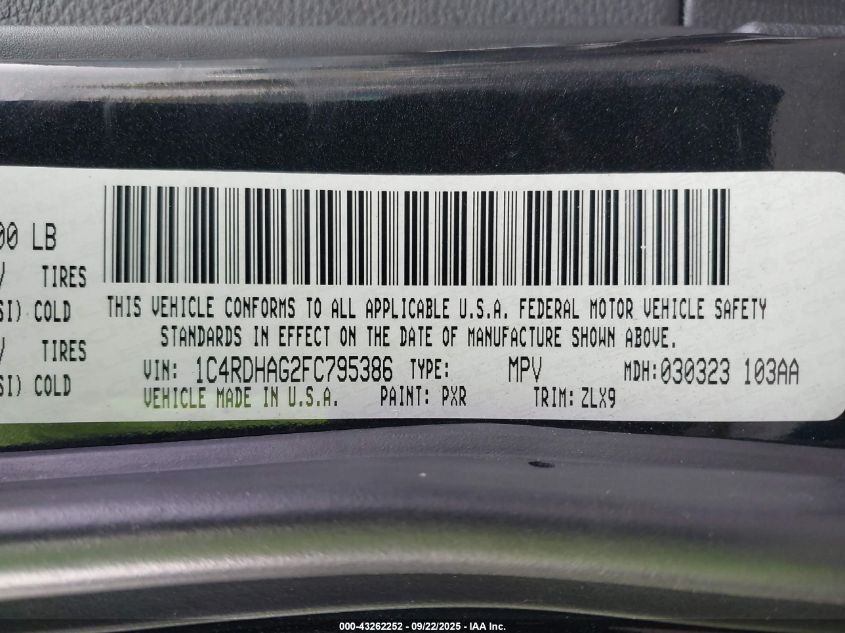 00 LB
TIRES
SI) COLD
TIRES
SI) COLD
THIS VEHICLE CONFORMS TO ALL APPLICABLE U.S.A. FEDERAL MOTOR VEHICLE SAFETY
STANDARDS IN EFFECT ON THE DATE OF MANUFACTURE SHOWN ABOVE.
VIN: 1C4RDHAG2FC795386 TYPE: MPV MDH:030323 103AA
VEHICLE MADE IN U.S.A. PAINT: PXR TRIM: ZLX9
000-43262252 - 09/22/2025 - IAA Inc.